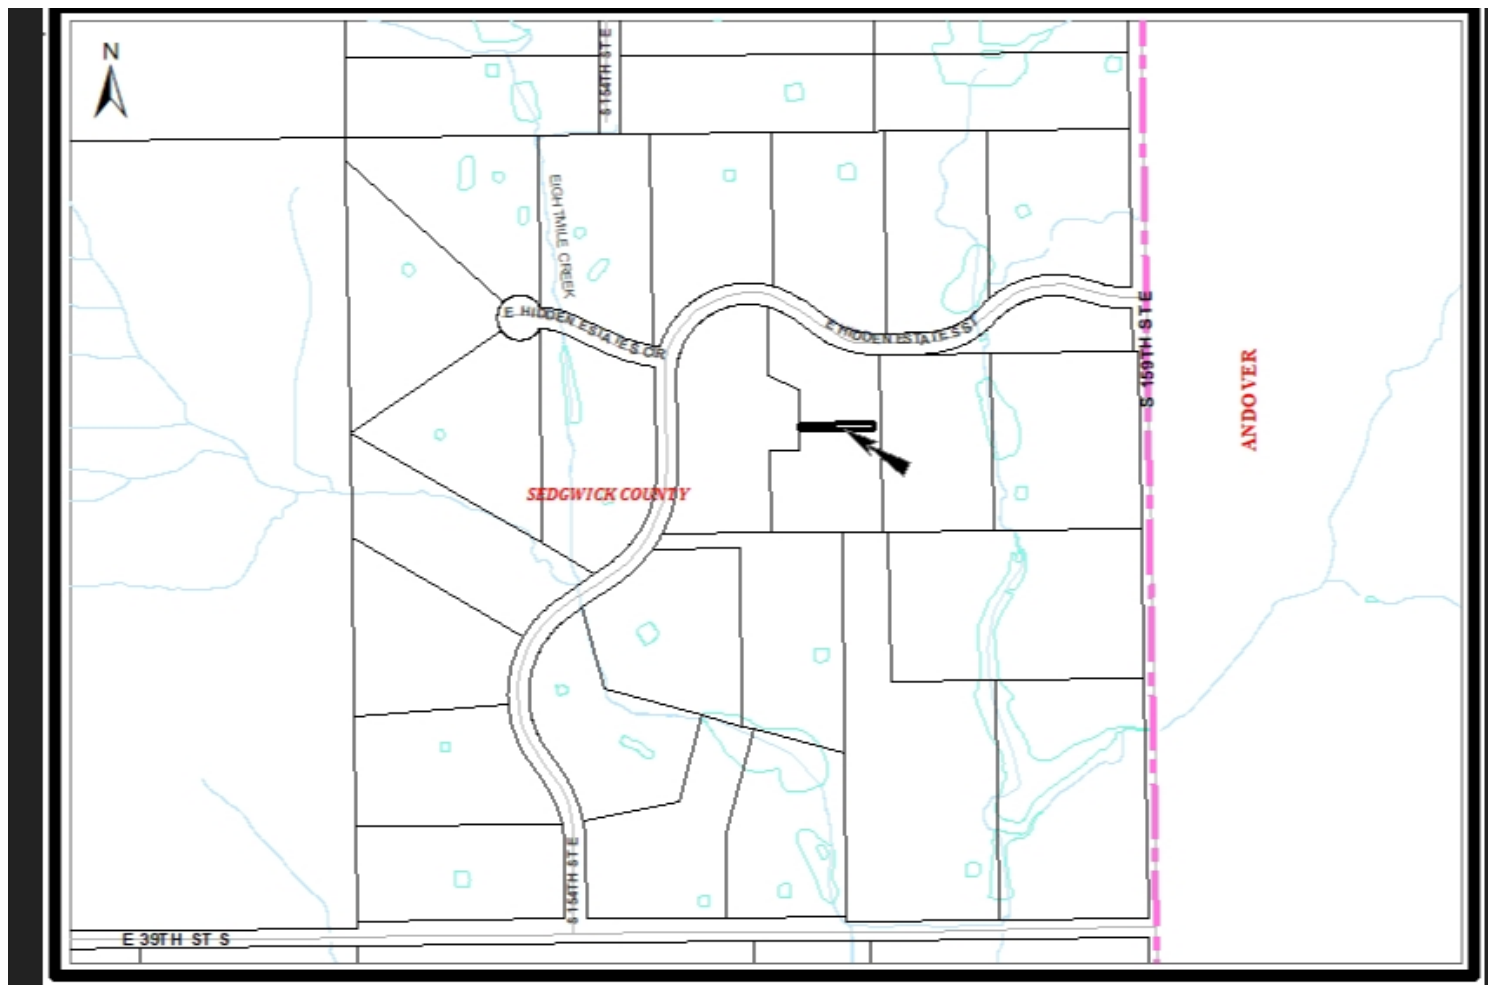 N
S 154TH ST E
EIGHTMILE CREEK
E HIDDEN ESTATES CIR
E HIDDEN ESTATES ST
S 159TH ST E
ANDOVER
SEDGWICK COUNTY
S 154TH ST E
E 39TH ST S